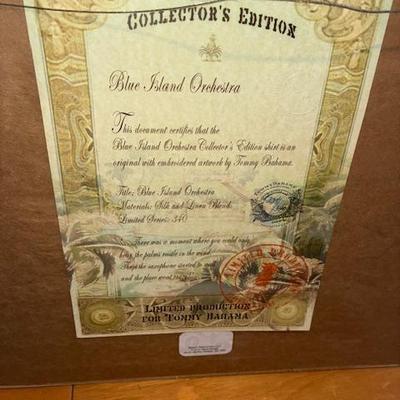 COLLECTOR'S EDITION
Blue Island Orchestra
This document certifies that the
Blue Island Orchestra Collector's Edition shirt is an
original with embroidered artwork by Tommy Bahama.
Title: Blue Island Orchestra
Materials: Silk and Linen Blend
Limited Series: 340
There was a moment where you could only
hear the palms rustle in the wind.
Then the saxophone started to
and the place went
LIMITED PRODUCTION
FOR TOMMY BAHAMA